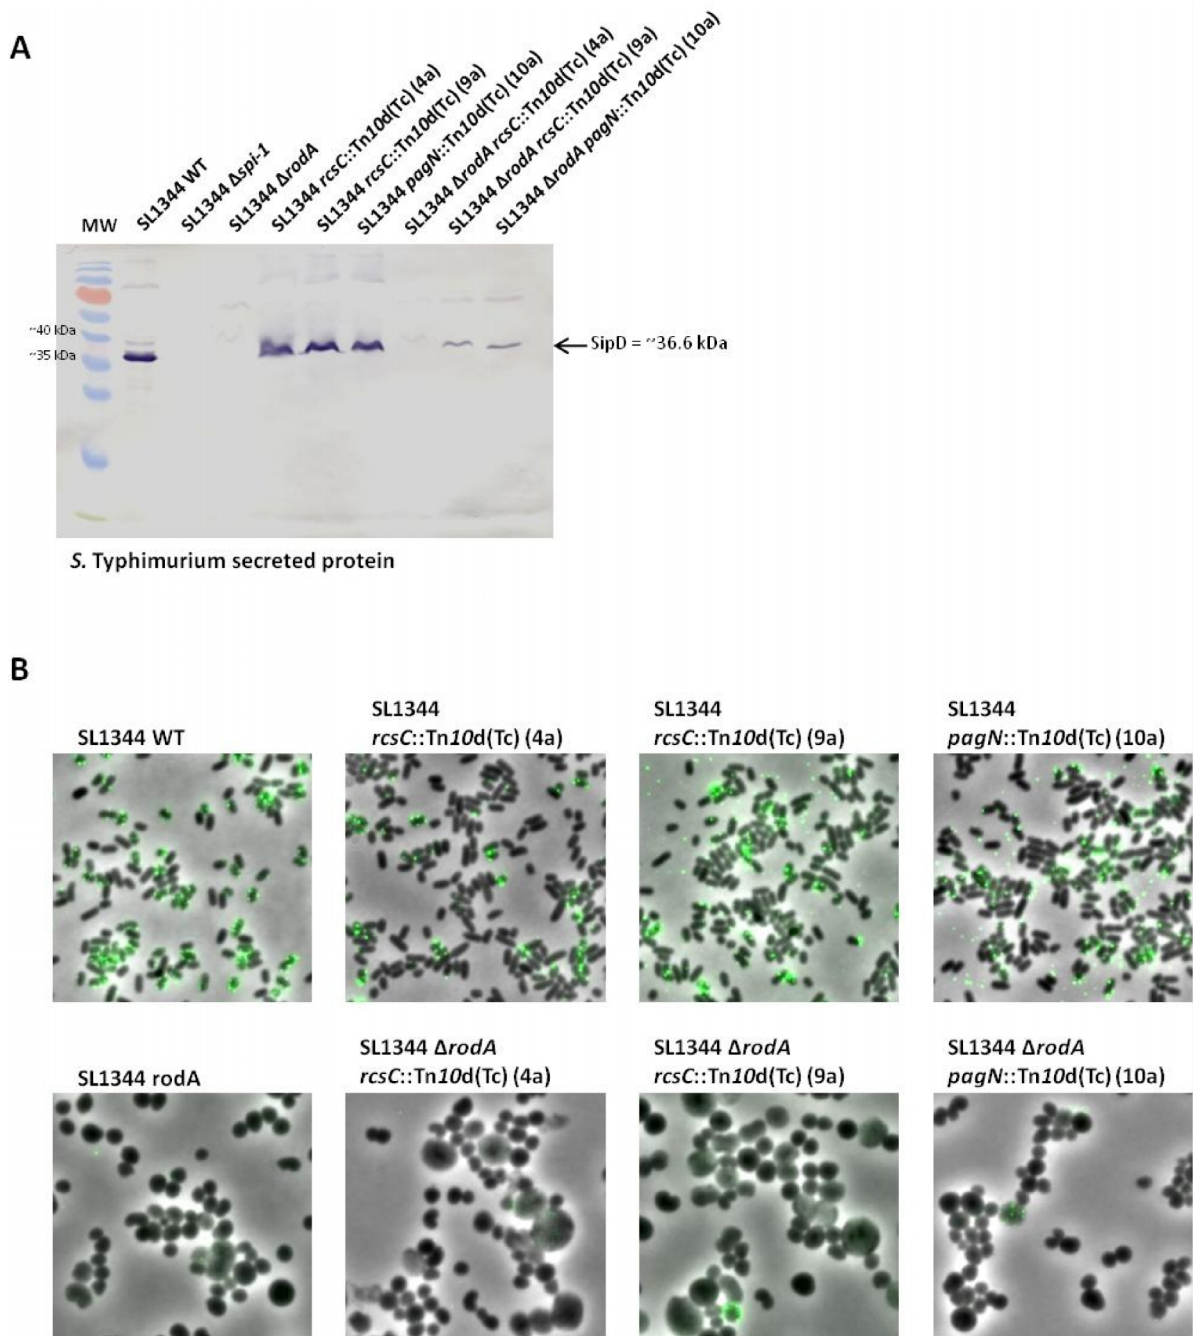 A
MW
SL1344 WT
SL1344 Δspi-1
SL1344 ΔrodA
SL1344 rcsC::Tn10d(Tc) (4a)
SL1344 rcsC::Tn10d(Tc) (9a)
SL1344 pagN::Tn10d(Tc) (10a)
SL1344 ΔrodA rcsC::Tn10d(Tc) (4a)
SL1344 ΔrodA rcsC::Tn10d(Tc) (9a)
SL1344 ΔrodA pagN::Tn10d(Tc) (10a)
~40 kDa
~35 kDa
SipD = ~36.6 kDa
S. Typhimurium secreted protein
B
SL1344 WT
SL1344
rcsC::Tn10d(Tc) (4a)
SL1344
rcsC::Tn10d(Tc) (9a)
SL1344
pagN::Tn10d(Tc) (10a)
SL1344 rodA
SL1344 ΔrodA
rcsC::Tn10d(Tc) (4a)
SL1344 ΔrodA
rcsC::Tn10d(Tc) (9a)
SL1344 ΔrodA
pagN::Tn10d(Tc) (10a)